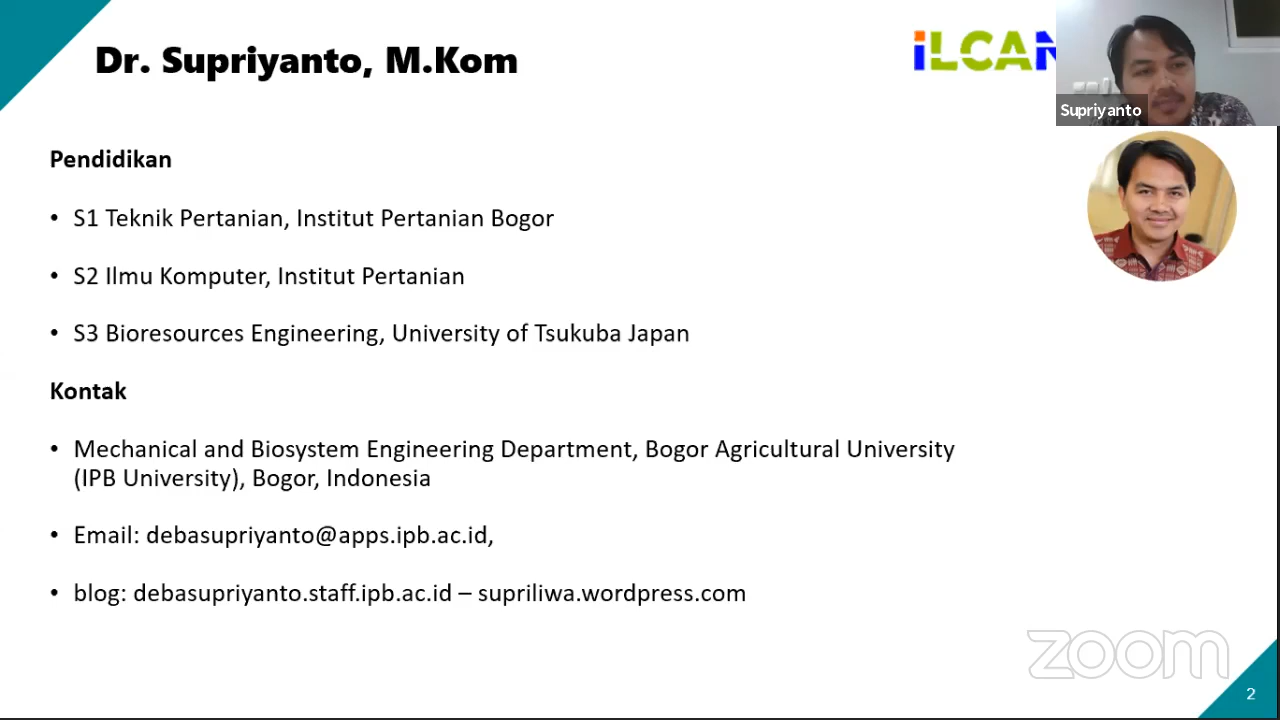 Dr. Supriyanto, M.Kom
iLCAN
Supriyanto
Pendidikan
• S1 Teknik Pertanian, Institut Pertanian Bogor
• S2 Ilmu Komputer, Institut Pertanian
• S3 Bioresources Engineering, University of Tsukuba Japan
Kontak
• Mechanical and Biosystem Engineering Department, Bogor Agricultural University
(IPB University), Bogor, Indonesia
• Email: debasupriyanto@apps.ipb.ac.id,
• blog: debasupriyanto.staff.ipb.ac.id – supriliwa.wordpress.com
zoom
2